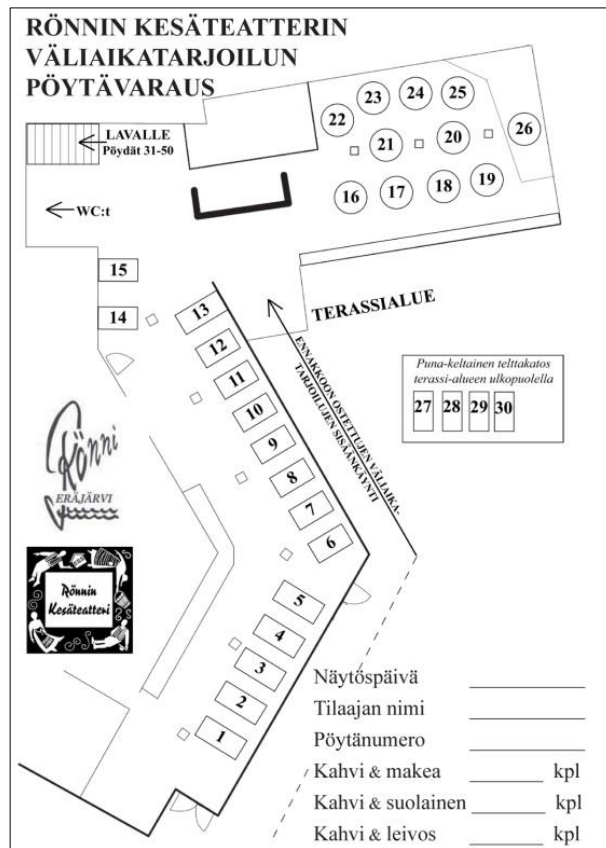 RÖNNIN KESÄTEATTERIN
VÄLIAIKATARJOILUN
PÖYTÄVARAUS
LAVALLE
Pöydät 31-50
WC:t
22
23
24
25
26
21
20
16
17
18
19
15
14
13
12
11
10
9
8
7
6
5
4
3
2
1
TERASSIALUE
ENNAKKOON OSTETTUJEN VÄLIAIKA-
TARJOILUJEN SISÄÄNKÄYNTI
Puna-keltainen telttakatos
terassi-alueen ulkopuolella
27 28 29 30
Rönni
ERÄJÄRVI
Rönnin
Kesäteatteri
Näytöspäivä
Tilaajan nimi
Pöytänumero
Kahvi & makea kpl
Kahvi & suolainen kpl
Kahvi & leivos kpl